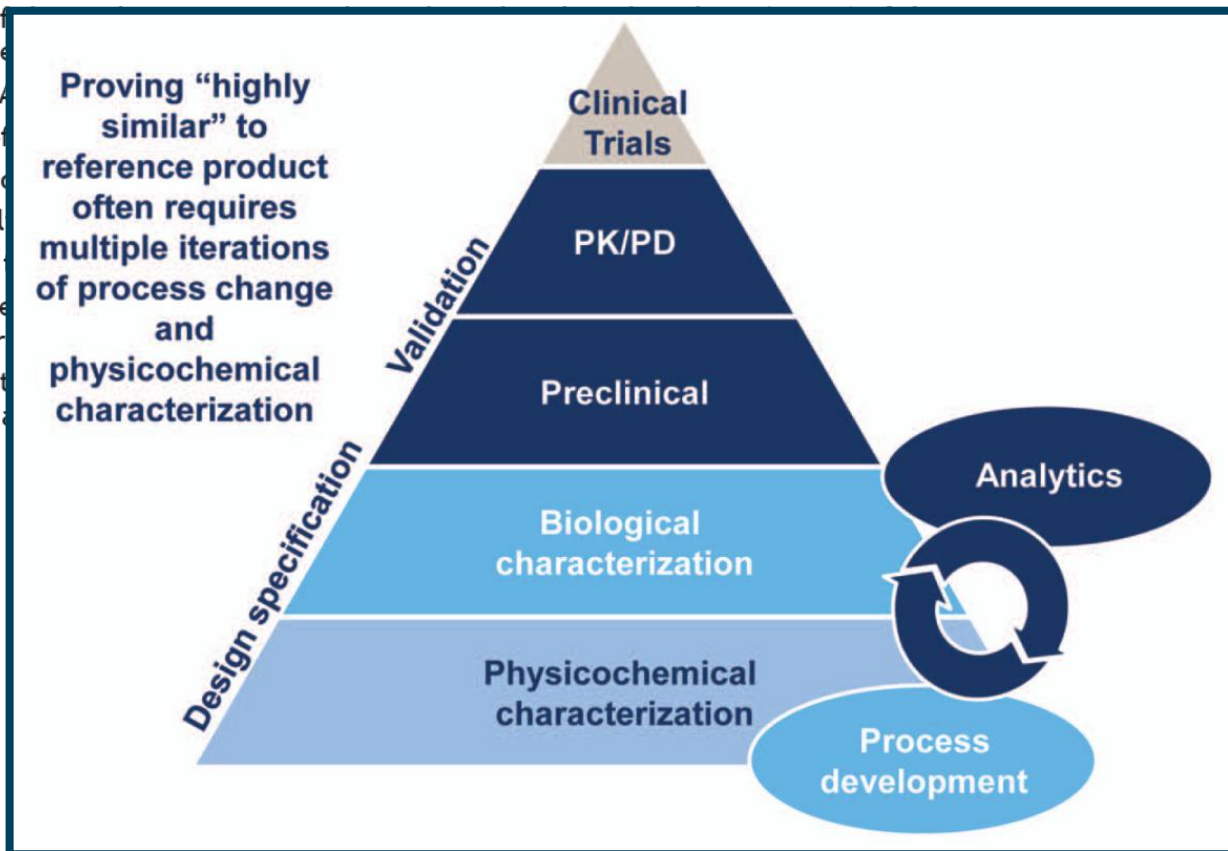 Proving “highly
similar” to
reference product
often requires
multiple iterations
of process change
and
physicochemical
characterization
Clinical
Trials
PK/PD
Preclinical
Biological
characterization
Physicochemical
characterization
Validation
Design specification
Analytics
Process
development